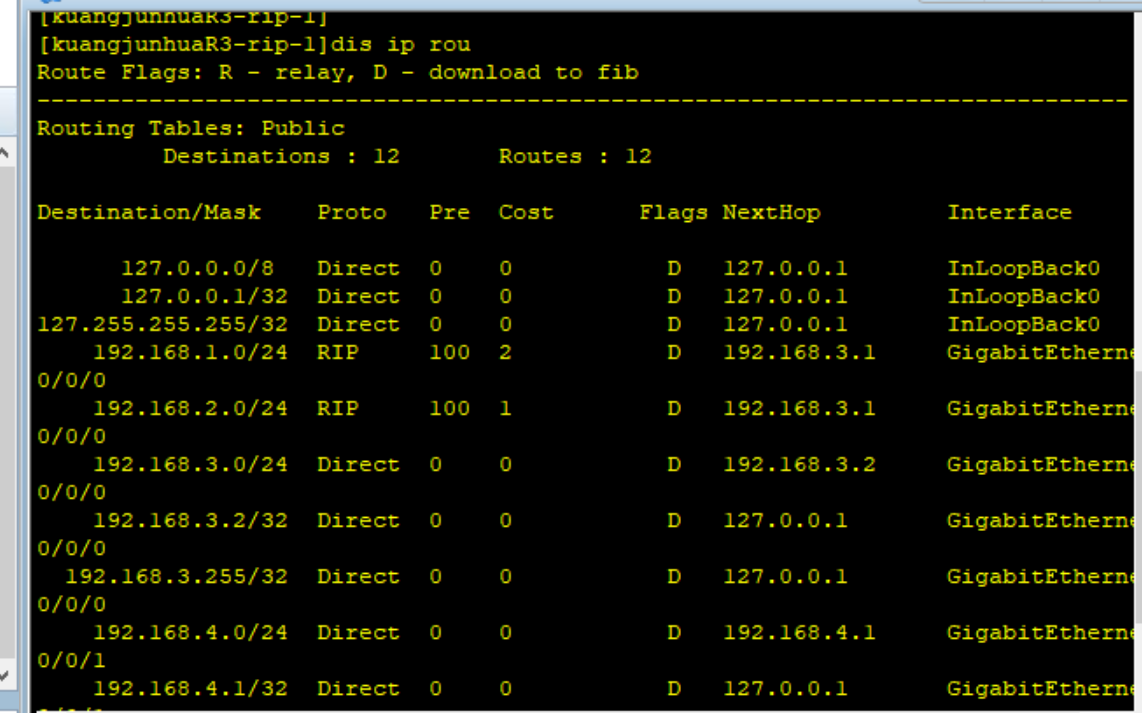 [kuangjunhuaR3-rip-1]
[kuangjunhuaR3-rip-1]dis ip rou
Route Flags: R - relay, D - download to fib
------------------------------------------------------------------------------
Routing Tables: Public
Destinations : 12 Routes : 12
Destination/Mask Proto Pre Cost Flags NextHop Interface
127.0.0.0/8 Direct 0 0 D 127.0.0.1 InLoopBack0
127.0.0.1/32 Direct 0 0 D 127.0.0.1 InLoopBack0
127.255.255.255/32 Direct 0 0 D 127.0.0.1 InLoopBack0
192.168.1.0/24 RIP 100 2 D 192.168.3.1 GigabitEtherne
0/0/0
192.168.2.0/24 RIP 100 1 D 192.168.3.1 GigabitEtherne
0/0/0
192.168.3.0/24 Direct 0 0 D 192.168.3.2 GigabitEtherne
0/0/0
192.168.3.2/32 Direct 0 0 D 127.0.0.1 GigabitEtherne
0/0/0
192.168.3.255/32 Direct 0 0 D 127.0.0.1 GigabitEtherne
0/0/0
192.168.4.0/24 Direct 0 0 D 192.168.4.1 GigabitEtherne
0/0/1
192.168.4.1/32 Direct 0 0 D 127.0.0.1 GigabitEtherne